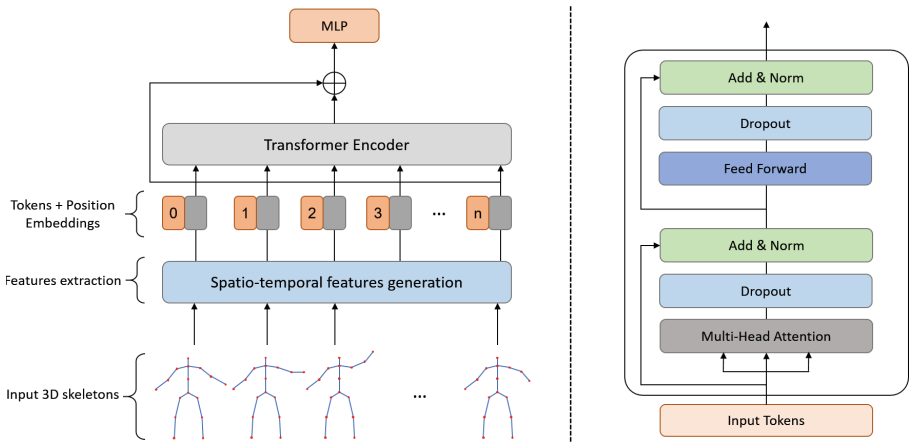 MLP
Transformer Encoder
Tokens + Position
Embeddings
0 1 2 3 ... n
Features extraction
Spatio-temporal features generation
Input 3D skeletons
...
Add & Norm
Dropout
Feed Forward
Add & Norm
Dropout
Multi-Head Attention
Input Tokens